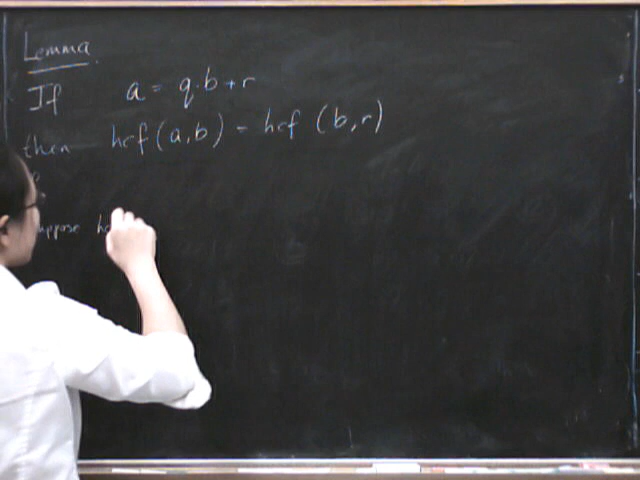 Lemma
If a = q.b + r
then hcf (a,b) = hcf (b,r)